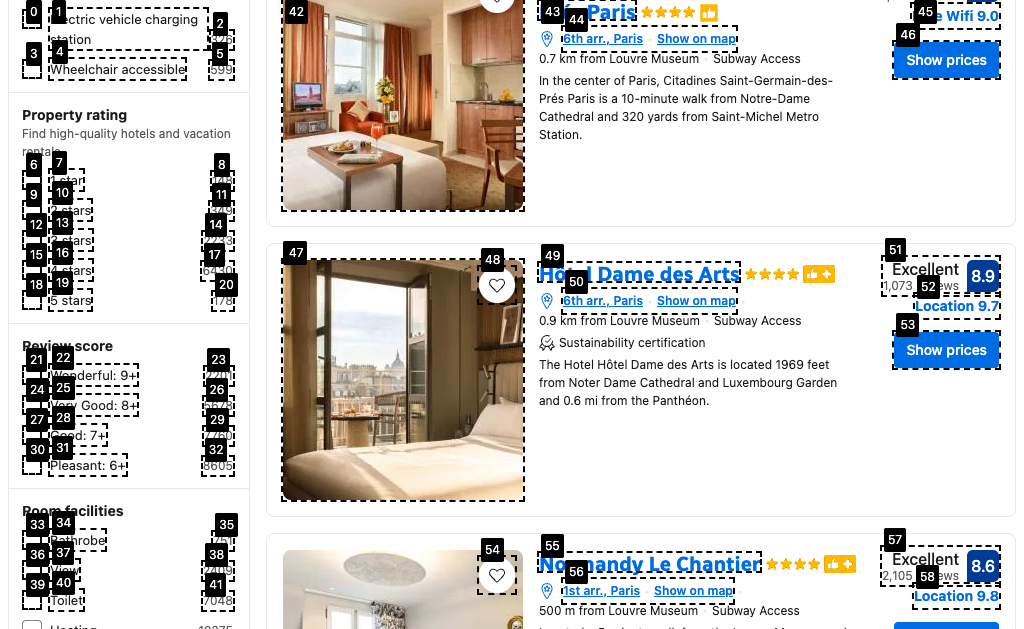 0
1
Electric vehicle charging
station
2
3
4
Wheelchair accessible
5
599
Property rating
Find high-quality hotels and vacation
rentals
6
7
1 star
8
9
10
2 stars
11
349
12
13
3 stars
14
2233
15
16
4 stars
17
6430
18
19
5 stars
20
178
Review score
21
22
Wonderful: 9+
23
24
25
Very Good: 8+
26
5678
27
28
Good: 7+
29
7760
30
31
Pleasant: 6+
32
8605
Room facilities
33
34
Bathrobe
35
36
37
View
38
2409
39
40
Toilet
41
7048
42
43
44
Paris
6th arr., Paris
Show on map
0.7 km from Louvre Museum · Subway Access
In the center of Paris, Citadines Saint-Germain-des-
Prés Paris is a 10-minute walk from Notre-Dame
Cathedral and 320 yards from Saint-Michel Metro
Station.
45
Wifi 9.0
46
Show prices
47
48
49
Hôtel Dame des Arts
50
6th arr., Paris
Show on map
0.9 km from Louvre Museum · Subway Access
Sustainability certification
The Hotel Hôtel Dame des Arts is located 1969 feet
from Noter Dame Cathedral and Luxembourg Garden
and 0.6 mi from the Panthéon.
51
Excellent
1,073 reviews
8.9
52
Location 9.7
53
Show prices
54
55
Normandy Le Chantier
56
1st arr., Paris
Show on map
500 m from Louvre Museum · Subway Access
57
Excellent
2,105 reviews
8.6
58
Location 9.8